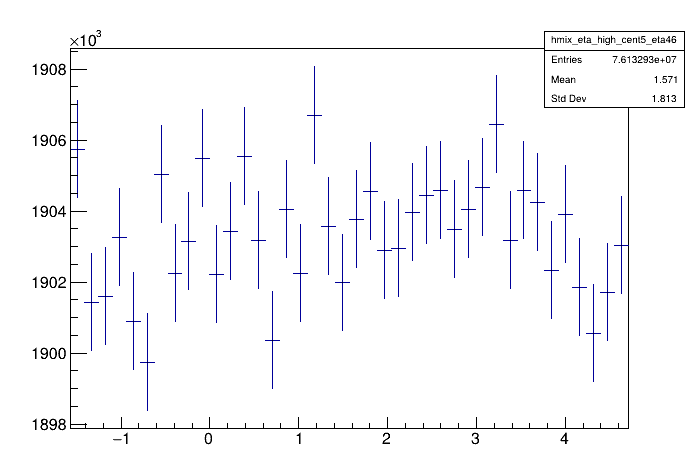 ×10³
hmix_eta_high_cent5_eta46
Entries 7.613293e+07
Mean 1.571
Std Dev 1.813
1908
1906
1904
1902
1900
1898
−1 0 1 2 3 4